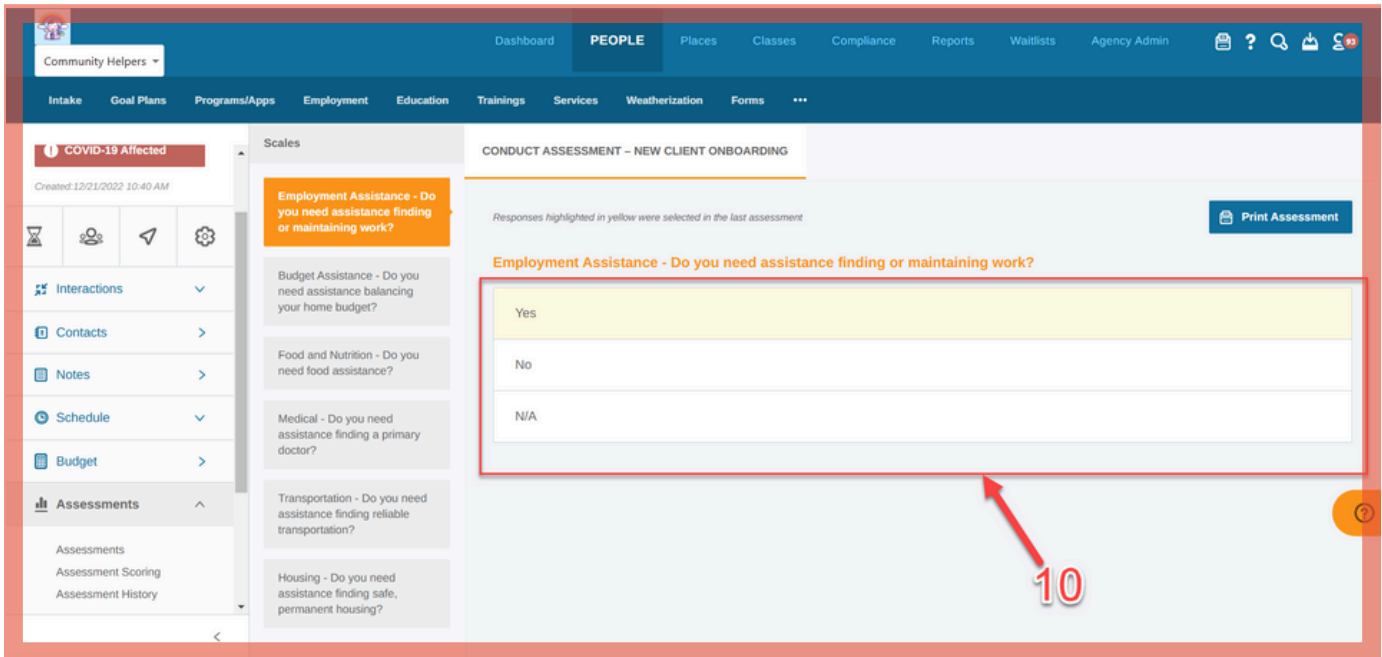 Community Helpers
Dashboard
PEOPLE
Places
Classes
Compliance
Reports
Waitlists
Agency Admin
?
93
Intake
Goal Plans
Programs/Apps
Employment
Education
Trainings
Services
Weatherization
Forms
•••
COVID-19 Affected
Created:12/21/2022 10:40 AM
Interactions
Contacts
Notes
Schedule
Budget
Assessments
Assessments
Assessment Scoring
Assessment History
Scales
Employment Assistance - Do
you need assistance finding
or maintaining work?
Budget Assistance - Do you
need assistance balancing
your home budget?
Food and Nutrition - Do you
need food assistance?
Medical - Do you need
assistance finding a primary
doctor?
Transportation - Do you need
assistance finding reliable
transportation?
Housing - Do you need
assistance finding safe,
permanent housing?
CONDUCT ASSESSMENT – NEW CLIENT ONBOARDING
Responses highlighted in yellow were selected in the last assessment
Print Assessment
Employment Assistance - Do you need assistance finding or maintaining work?
Yes
No
N/A
10
?